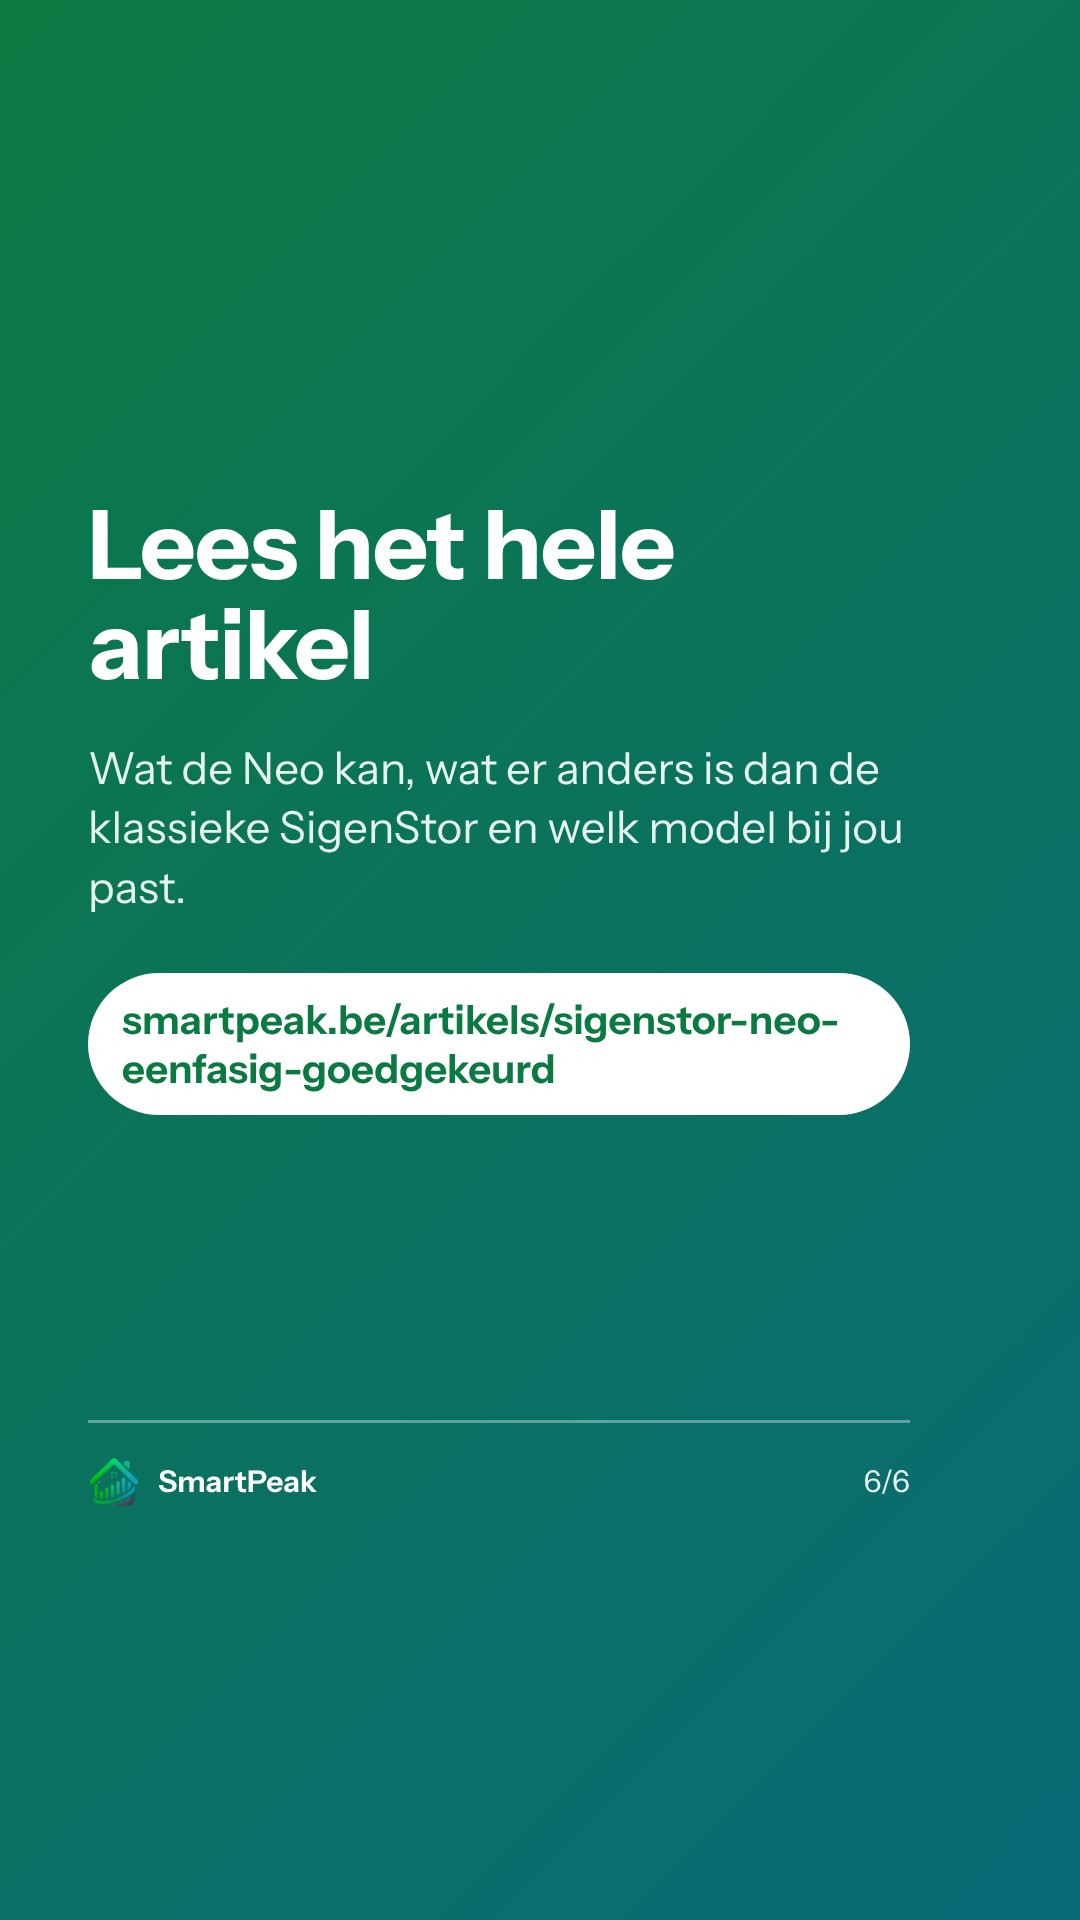 Lees het hele
artikel
Wat de Neo kan, wat er anders is dan de
klassieke SigenStor en welk model bij jou
past.
smartpeak.be/artikels/sigenstor-neo-
eenfasig-goedgekeurd
SmartPeak
6/6